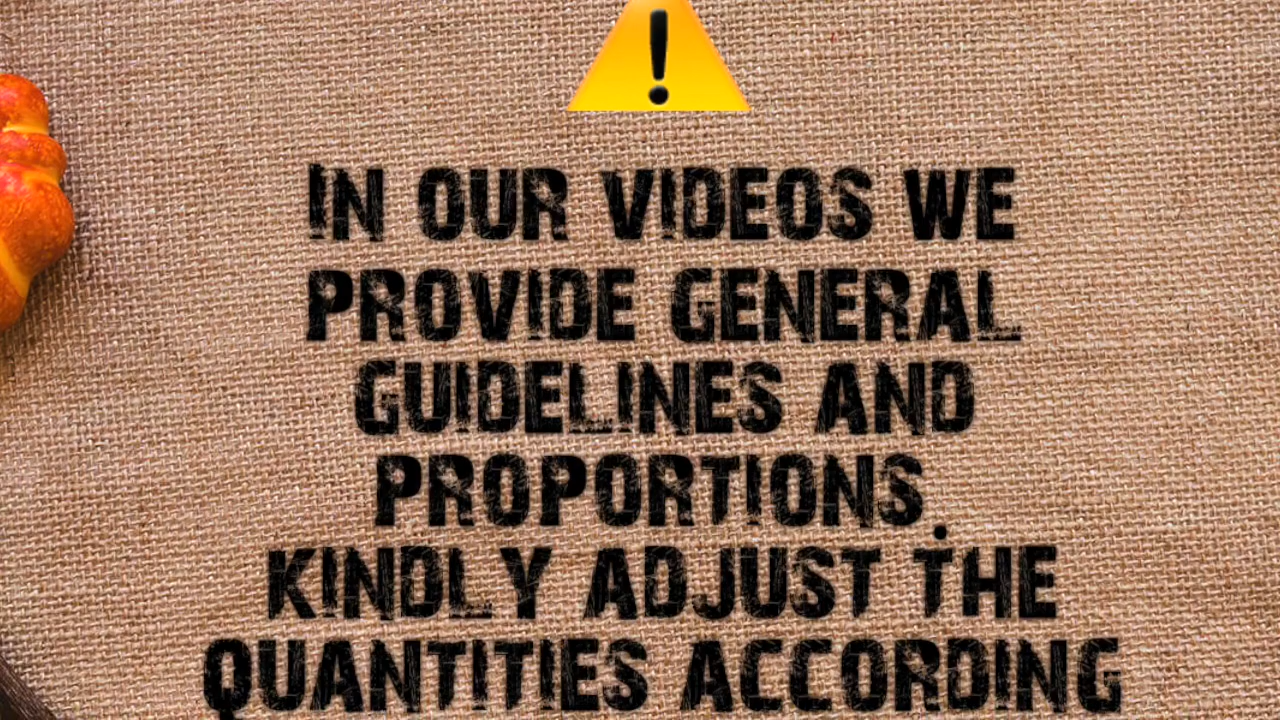 IN OUR VIDEOS WE
PROVIDE GENERAL
GUIDELINES AND
PROPORTIONS.
KINDLY ADJUST THE
QUANTITIES ACCORDING